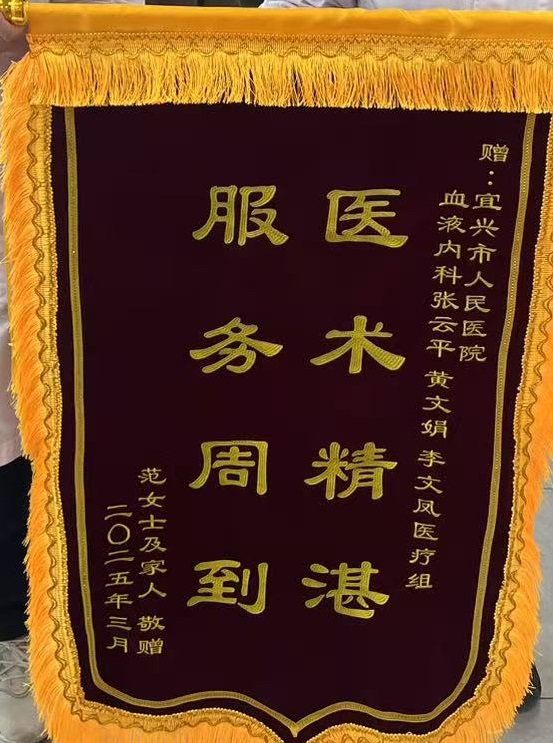 赠：宜兴市人民医院
血液内科张云平 黄文娟 李文凤医疗组
医术精湛
服务周到
范女士及家人 敬赠
二〇二五年三月